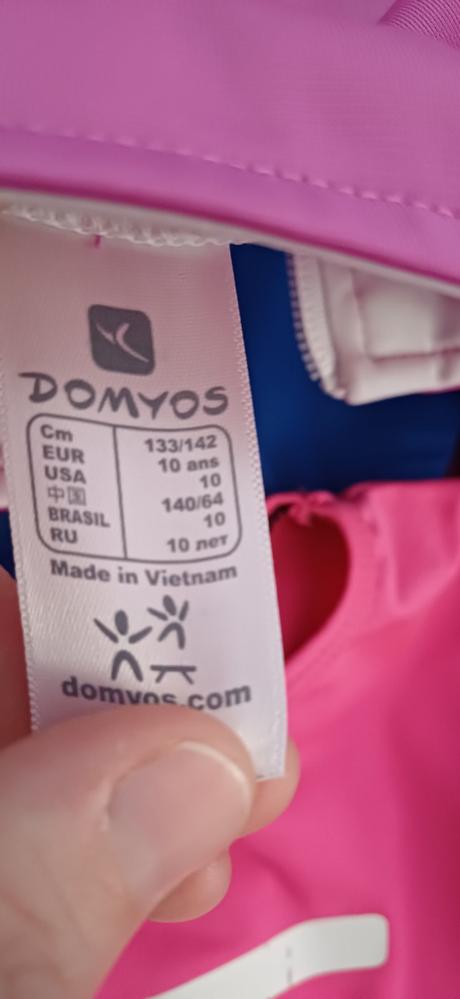 DOMYOS
Cm 133/142
EUR 10 ans
USA 10
中国 140/64
BRASIL 10
RU 10 лет
Made in Vietnam
domyos.com